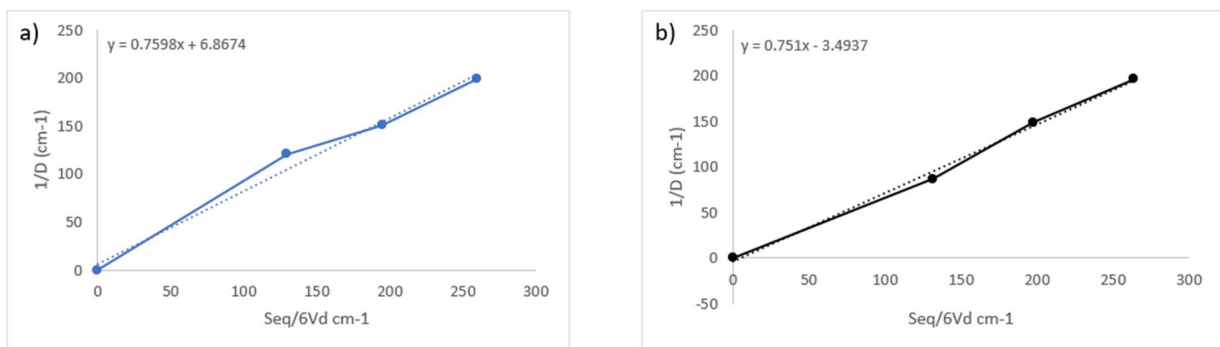 a)
y = 0.7598x + 6.8674
250
200
150
100
50
0
1/D (cm-1)
0 50 100 150 200 250 300
Seq/6Vd cm-1
b)
y = 0.751x - 3.4937
250
200
150
100
50
0
-50
1/D (cm-1)
0 50 100 150 200 250 300
Seq/6Vd cm-1